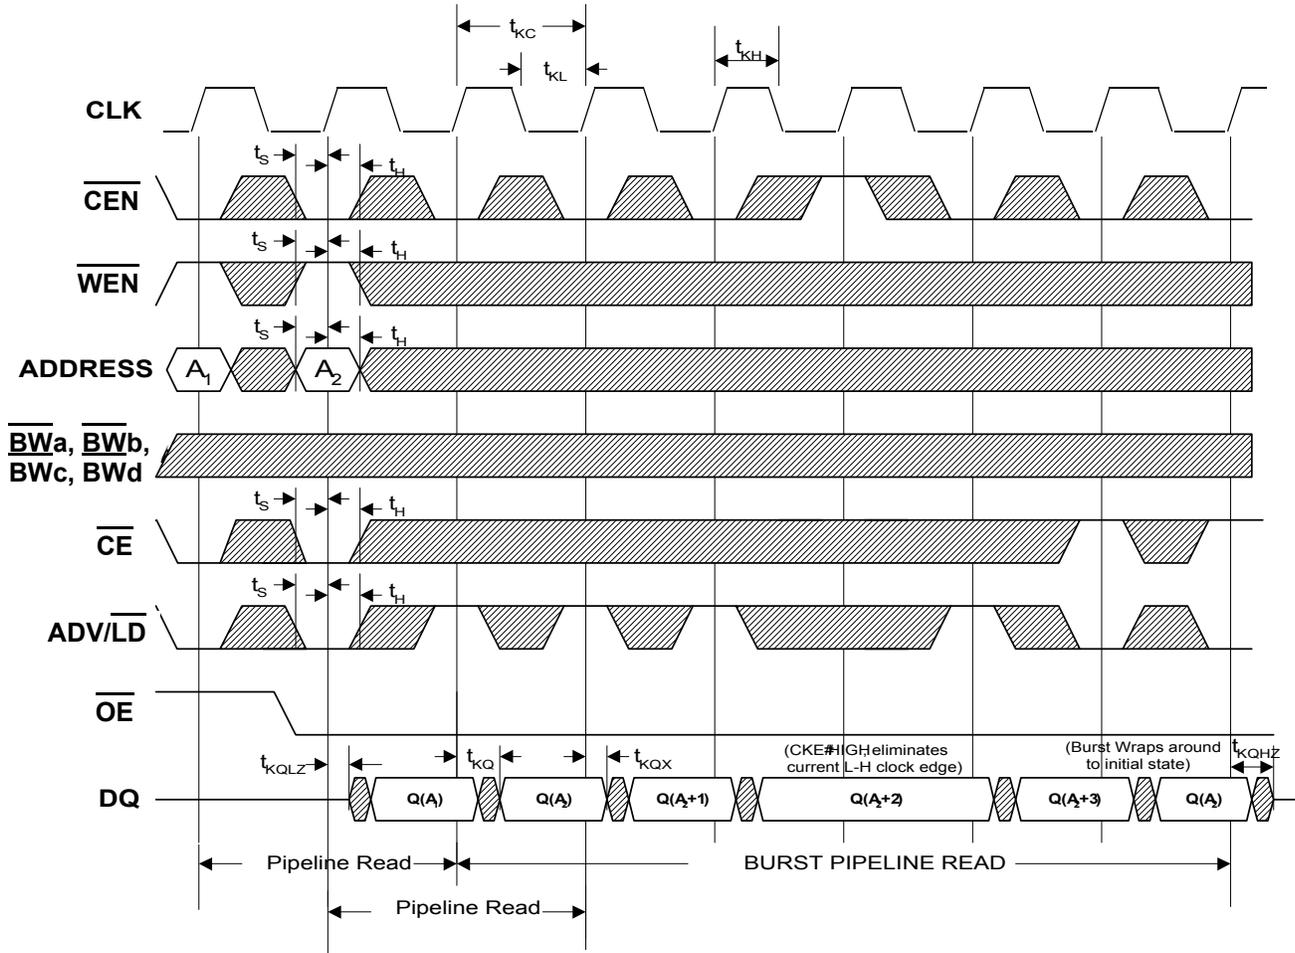 tKC
tKL
tKH
CLK
tS
tH
CEN
tS
tH
WEN
tS
tH
ADDRESS
A1
A2
BWa, BWb,
BWc, BWd
tS
tH
CE
tS
tH
ADV/LD
OE
tKQLZ
tKQ
tKQX
(CKE#HIGH, eliminates
current L-H clock edge)
(Burst Wraps around
to initial state)
tKQHZ
DQ
Q(A1)
Q(A2)
Q(A2+1)
Q(A2+2)
Q(A2+3)
Q(A2)
Pipeline Read
BURST PIPELINE READ
Pipeline Read